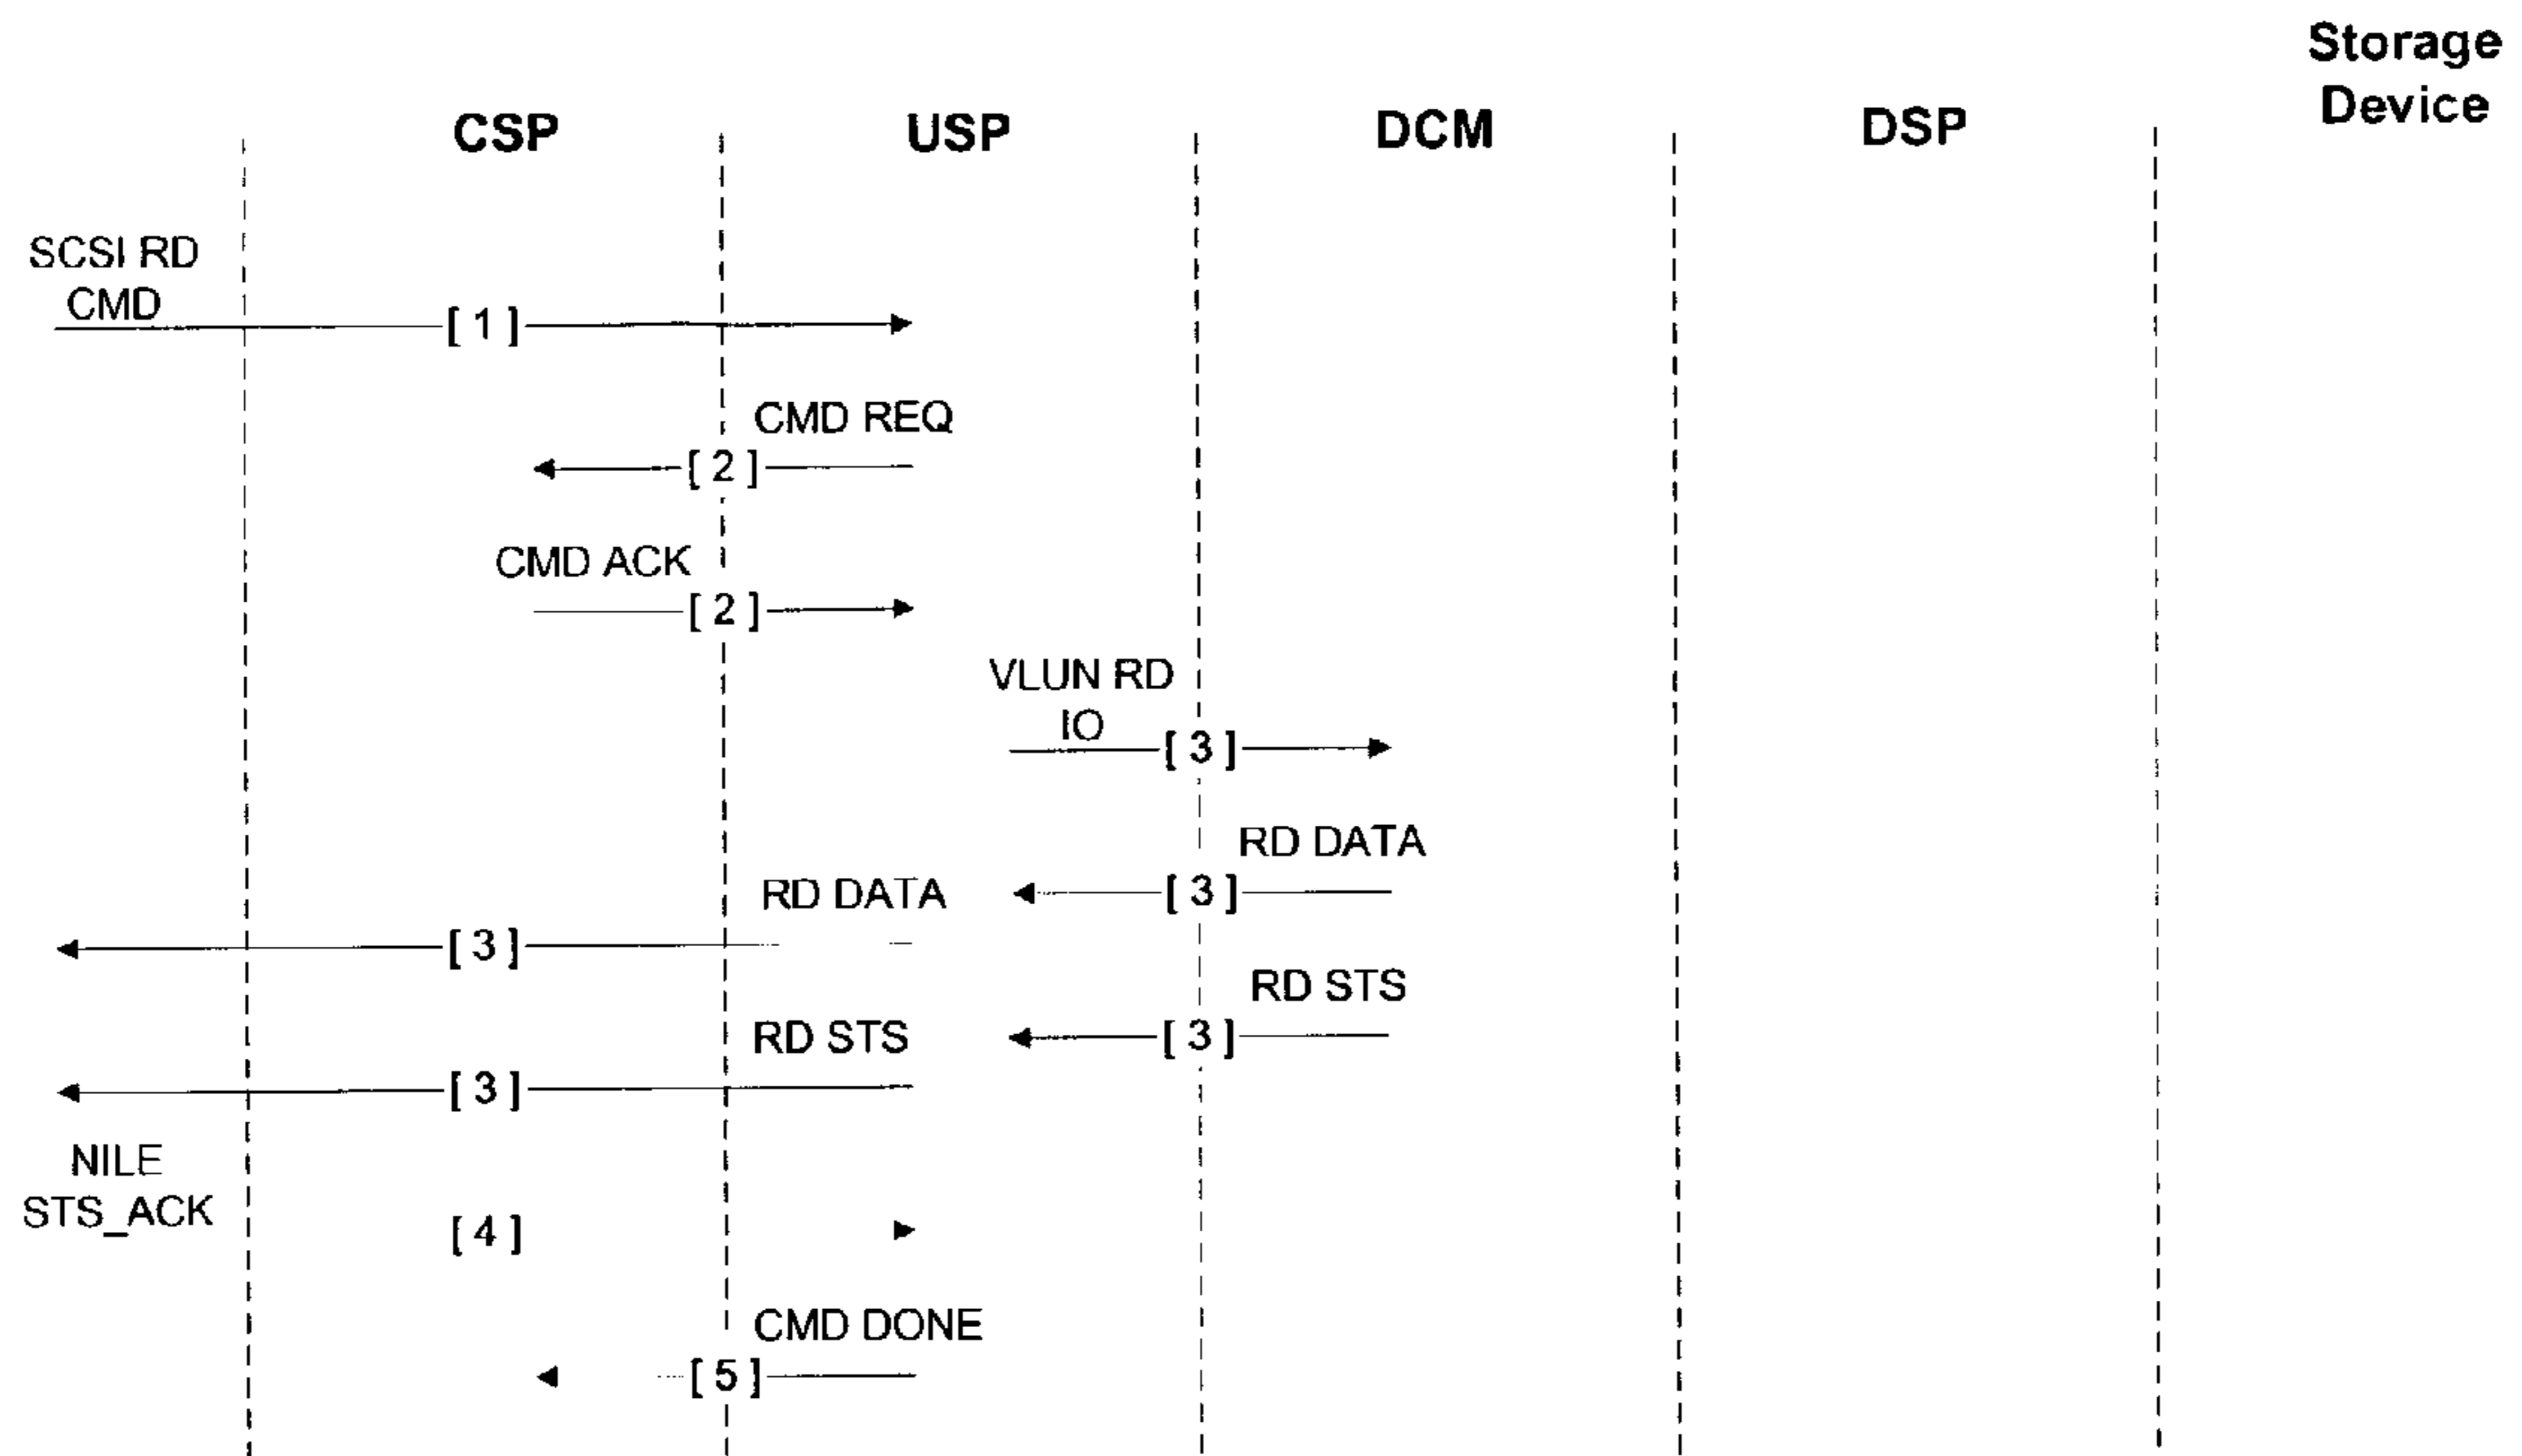 Storage
Device
CSP
USP
DCM
DSP
SCSI RD
CMD
[ 1 ]
CMD REQ
[ 2 ]
CMD ACK
[ 2 ]
VLUN RD
IO
[ 3 ]
RD DATA
[ 3 ]
RD DATA
[ 3 ]
RD STS
[ 3 ]
RD STS
[ 3 ]
NILE
STS_ACK
[ 4 ]
CMD DONE
[ 5 ]